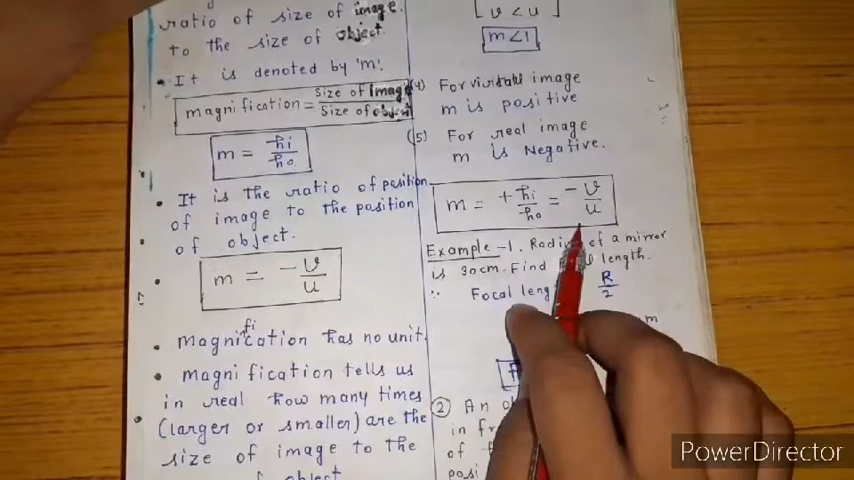 ratio of size of image.
to the size of object.
• It is denoted by 'm'.
magnification = Size of image / Size of object
m = hi / ho
• It is the ratio of position
of image to the position
of object.
m = - v / u
• magnification has no unit.
• magnification tells us
in real how many times
(larger or smaller) are the
size of image to the
object
v < u
m < 1
(4) For virtual image
m is positive
(5) For real image
m is Negative.
m = + hi / ho = - v / u
Example -1. Radius of a mirror
is 30cm. Find length.
∴ Focal R / 2
m
f
(2) An
in
of
PowerDirector